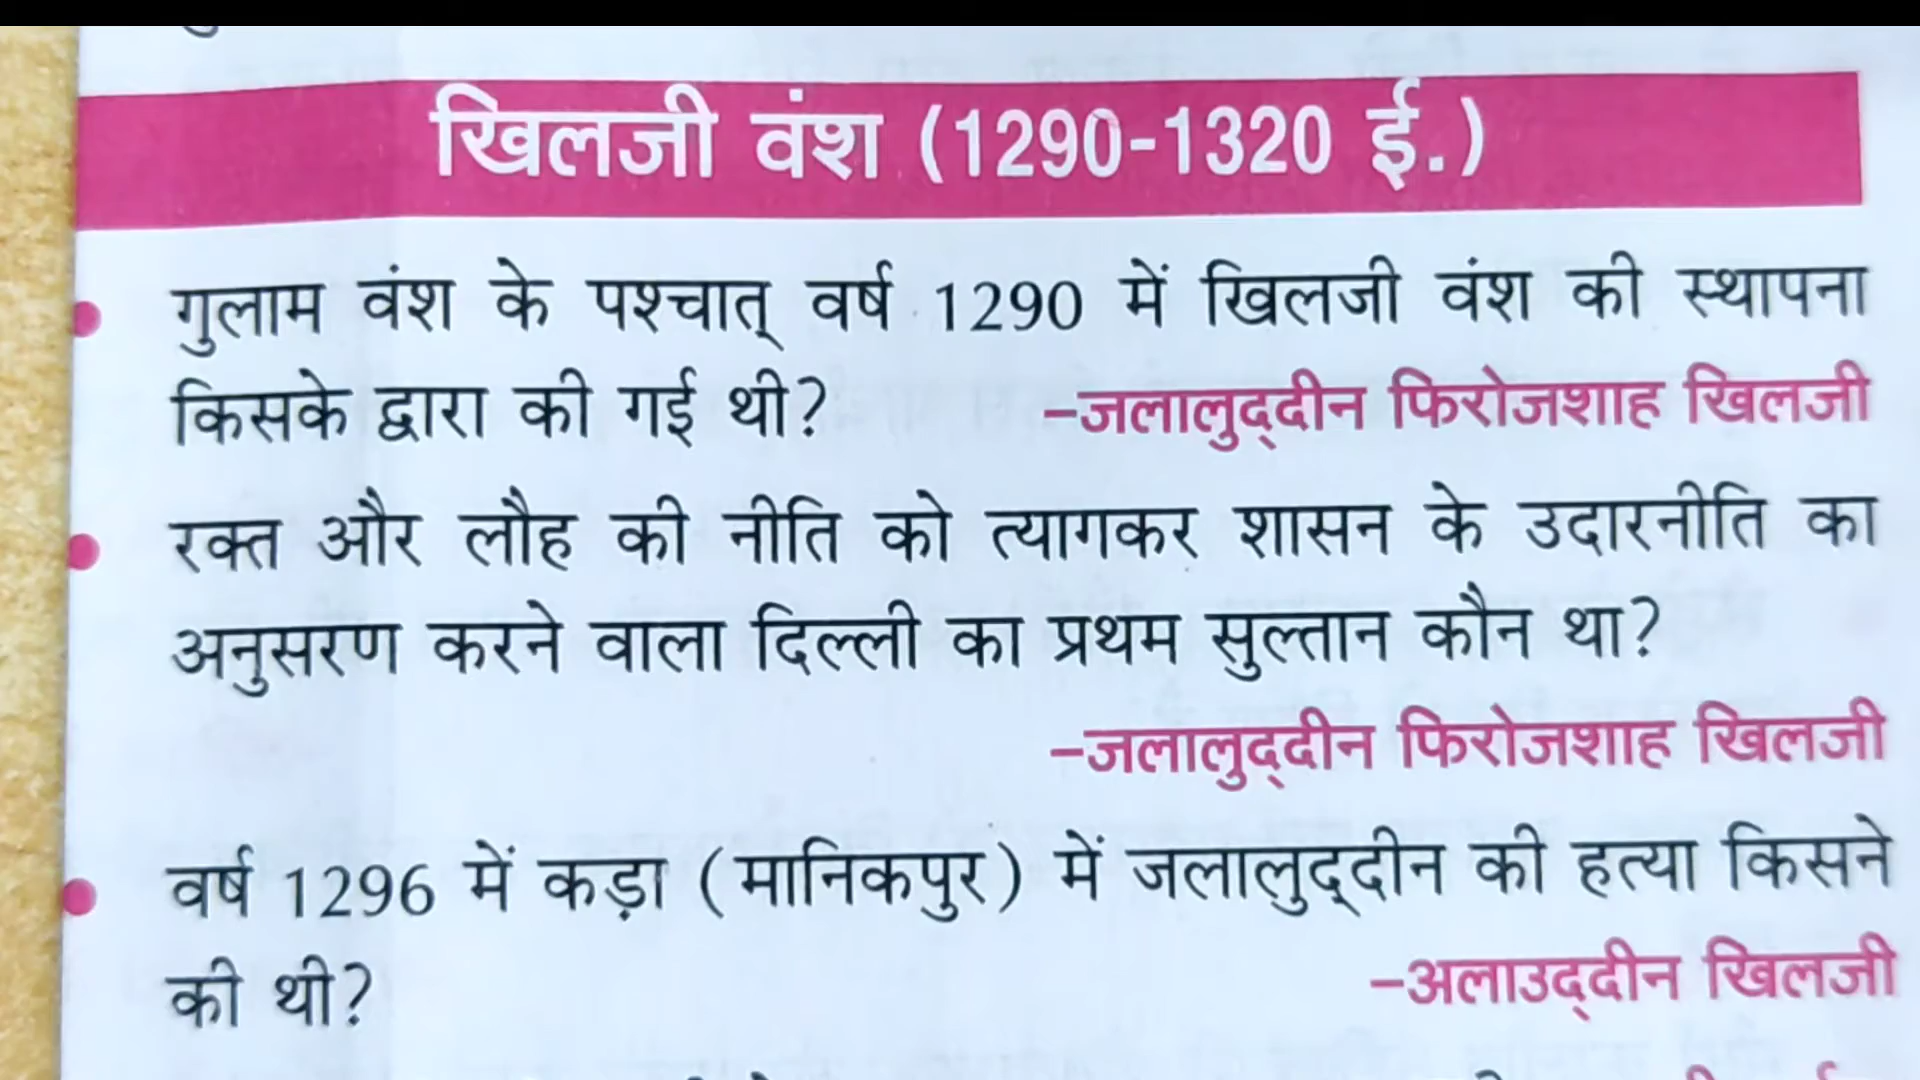 खिलजी वंश (1290-1320 ई.)
गुलाम वंश के पश्चात् वर्ष 1290 में खिलजी वंश की स्थापना
किसके द्वारा की गई थी? –जलालुद्दीन फिरोजशाह खिलजी
रक्त और लौह की नीति को त्यागकर शासन के उदारनीति का
अनुसरण करने वाला दिल्ली का प्रथम सुल्तान कौन था?
–जलालुद्दीन फिरोजशाह खिलजी
वर्ष 1296 में कड़ा (मानिकपुर) में जलालुद्दीन की हत्या किसने
की थी? –अलाउद्दीन खिलजी